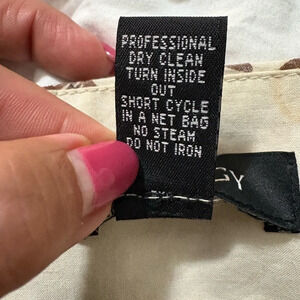 PROFESSIONAL
DRY CLEAN
TURN INSIDE
OUT
SHORT CYCLE
IN A NET BAG
NO STEAM
DO NOT IRON